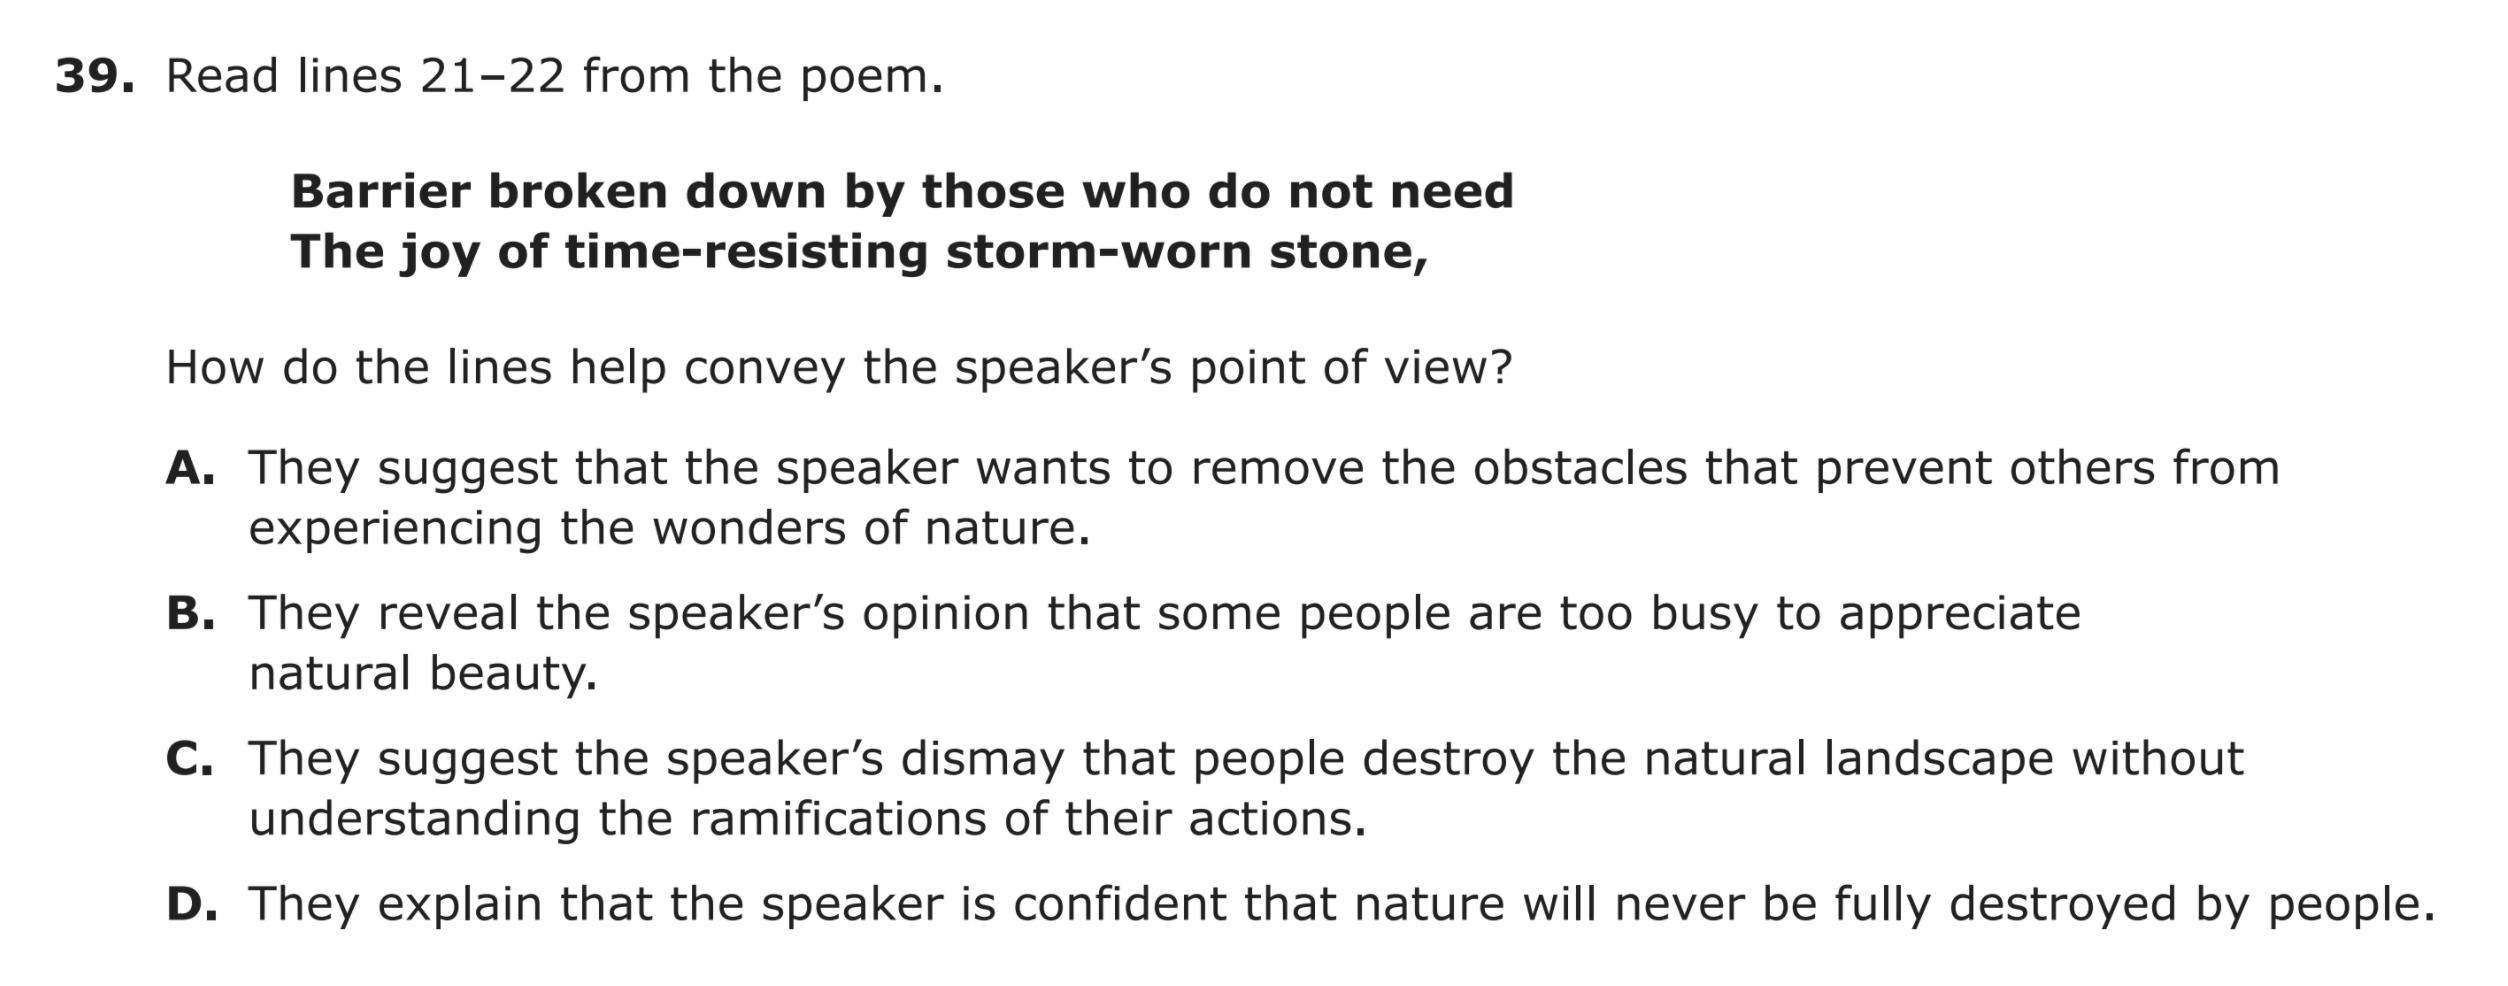 39. Read lines 21–22 from the poem.
Barrier broken down by those who do not need
The joy of time-resisting storm-worn stone,
How do the lines help convey the speaker’s point of view?
A. They suggest that the speaker wants to remove the obstacles that prevent others from
experiencing the wonders of nature.
B. They reveal the speaker’s opinion that some people are too busy to appreciate
natural beauty.
C. They suggest the speaker’s dismay that people destroy the natural landscape without
understanding the ramifications of their actions.
D. They explain that the speaker is confident that nature will never be fully destroyed by people.